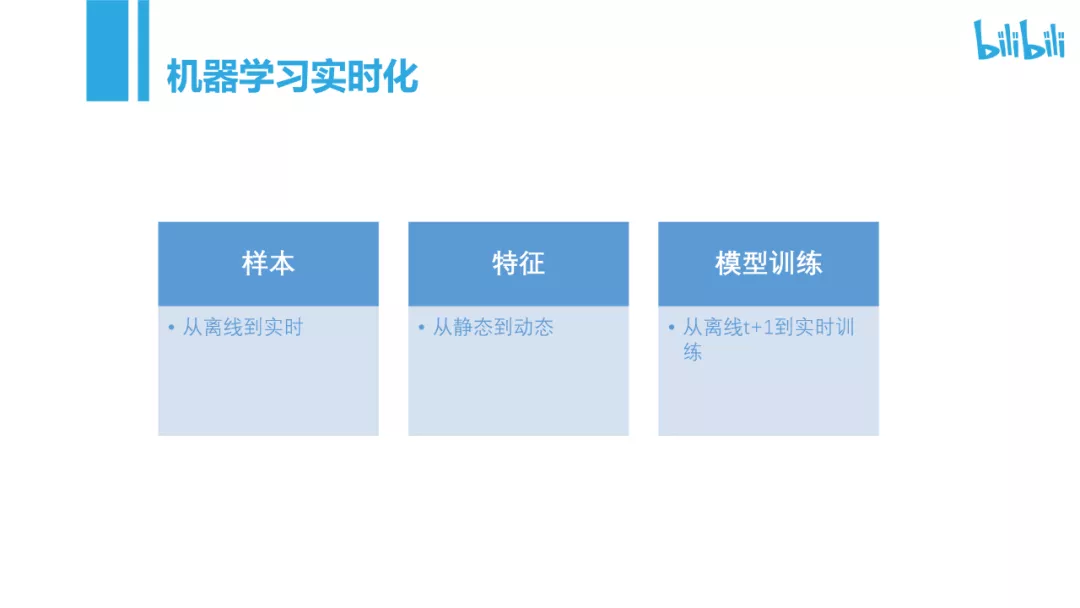 bilibili
机器学习实时化
样本
• 从离线到实时
特征
• 从静态到动态
模型训练
• 从离线t+1到实时训
练